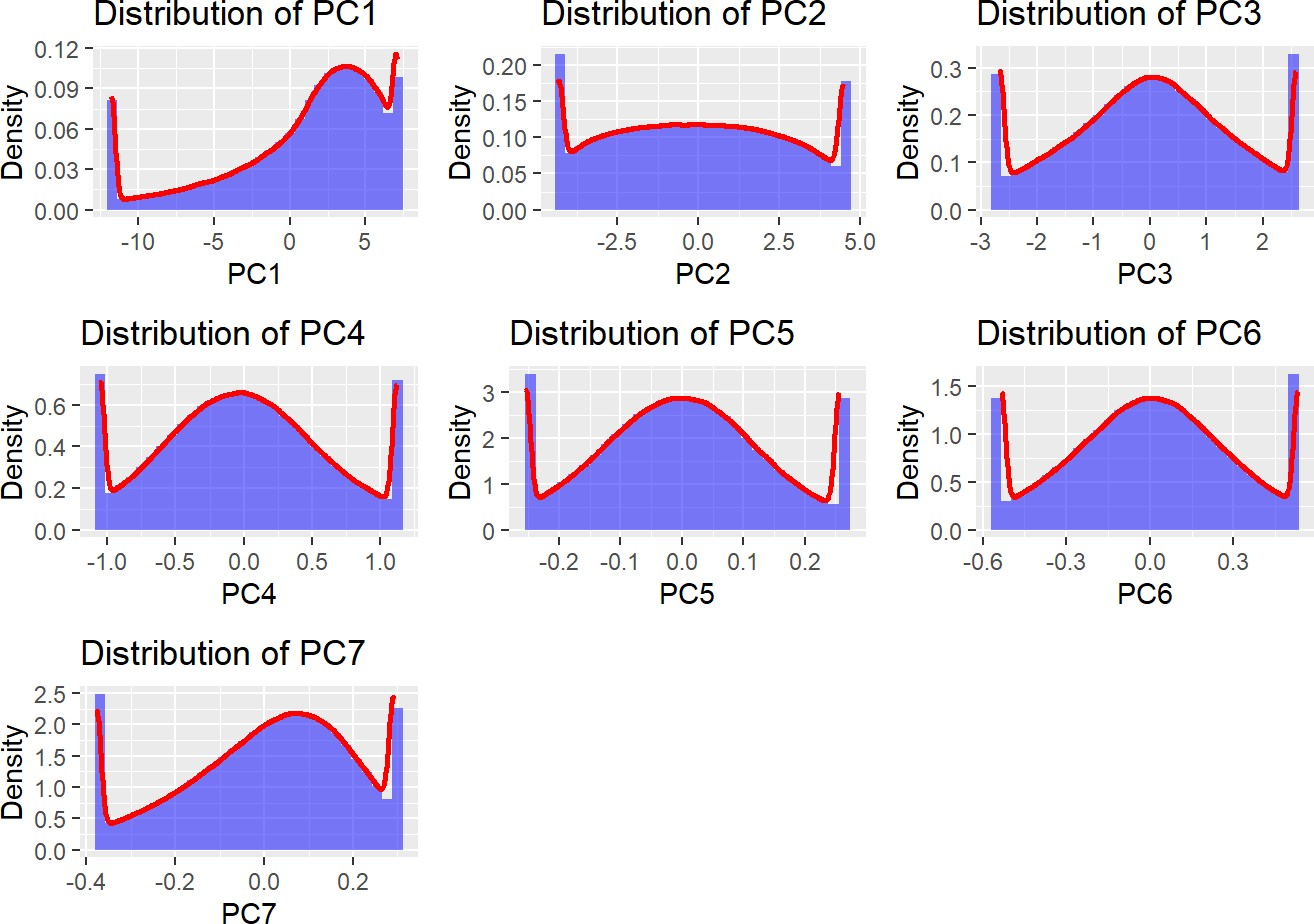 Distribution of PC1
Density
0.12
0.09
0.06
0.03
0.00
-10 -5 0 5
PC1
Distribution of PC2
Density
0.20
0.15
0.10
0.05
0.00
-2.5 0.0 2.5 5.0
PC2
Distribution of PC3
Density
0.3
0.2
0.1
0.0
-3 -2 -1 0 1 2
PC3
Distribution of PC4
Density
0.6
0.4
0.2
0.0
-1.0 -0.5 0.0 0.5 1.0
PC4
Distribution of PC5
Density
3
2
1
0
-0.2 -0.1 0.0 0.1 0.2
PC5
Distribution of PC6
Density
1.5
1.0
0.5
0.0
-0.6 -0.3 0.0 0.3
PC6
Distribution of PC7
Density
2.5
2.0
1.5
1.0
0.5
0.0
-0.4 -0.2 0.0 0.2
PC7